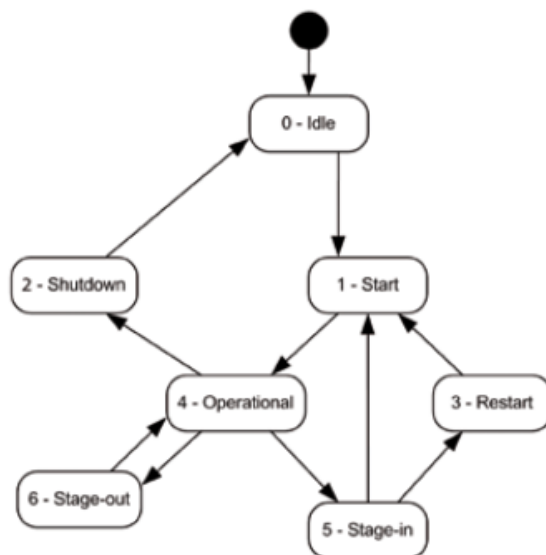 0 - Idle
2 - Shutdown
1 - Start
4 - Operational
3 - Restart
6 - Stage-out
5 - Stage-in